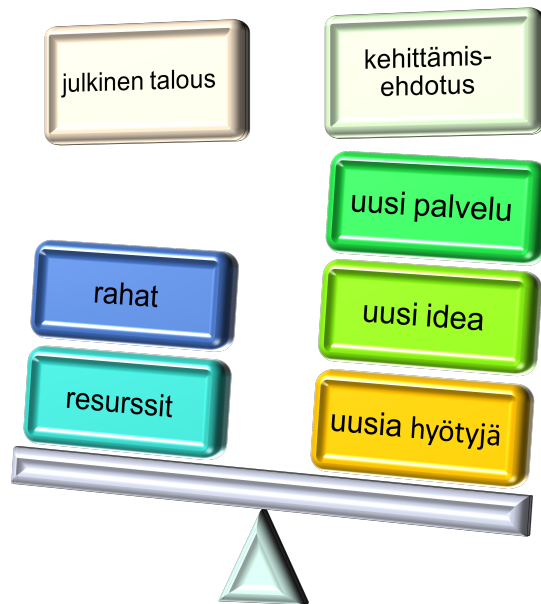 julkinen talous
kehittämis-
ehdotus
uusi palvelu
rahat
uusi idea
resurssit
uusia hyötyjä